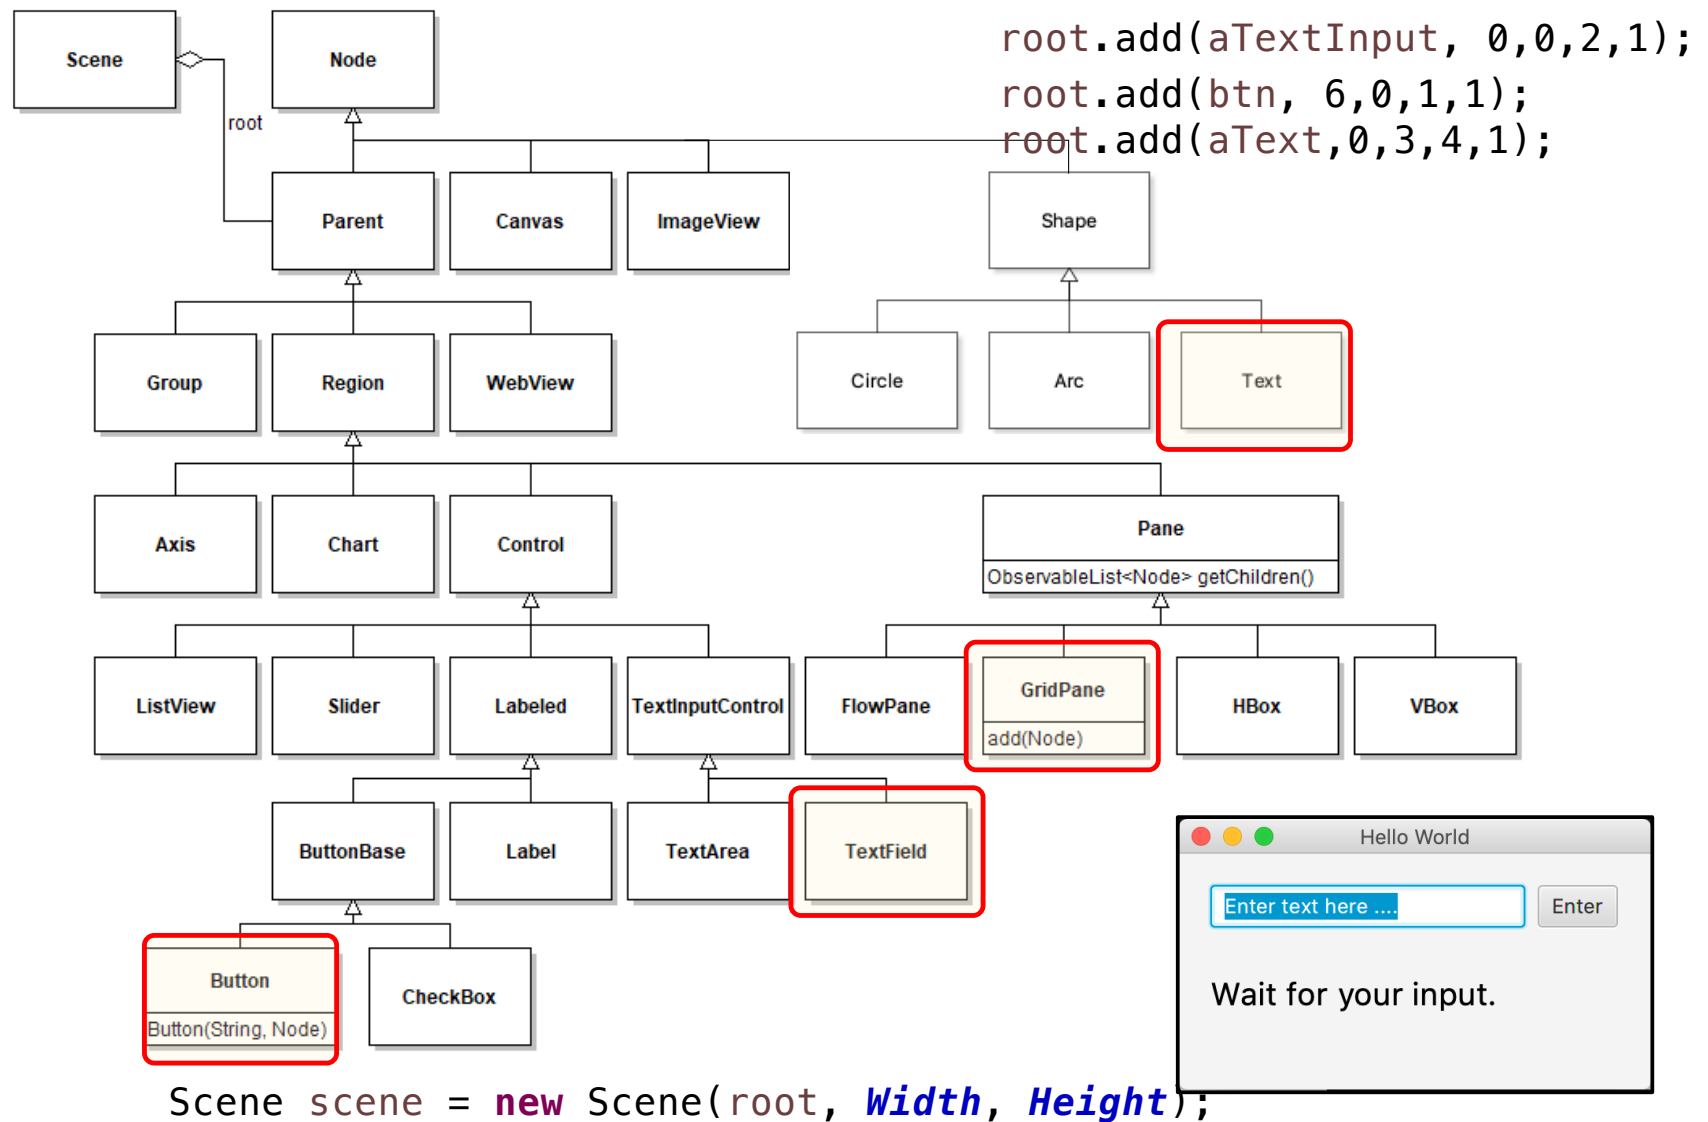 root.add(aTextInput, 0,0,2,1);
root.add(btn, 6,0,1,1);
root.add(aText,0,3,4,1);
Scene
Node
root
Parent
Canvas
ImageView
Shape
Group
Region
WebView
Circle
Arc
Text
Axis
Chart
Control
Pane
ObservableList<Node> getChildren()
ListView
Slider
Labeled
TextInputControl
FlowPane
GridPane
add(Node)
HBox
VBox
ButtonBase
Label
TextArea
TextField
Button
Button(String, Node)
CheckBox
Hello World
Enter text here ....
Enter
Wait for your input.
Scene scene = new Scene(root, Width, Height);